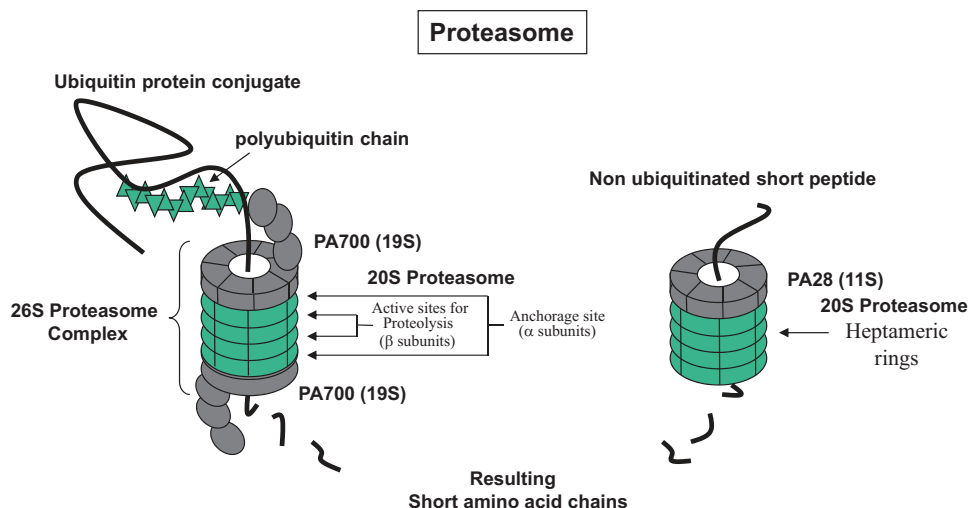 Proteasome
Ubiquitin protein conjugate
polyubiquitin chain
Non ubiquitinated short peptide
PA700 (19S)
20S Proteasome
26S Proteasome
Complex
Active sites for
Proteolysis
(β subunits)
Anchorage site
(α subunits)
PA700 (19S)
PA28 (11S)
20S Proteasome
Heptameric
rings
Resulting
Short amino acid chains